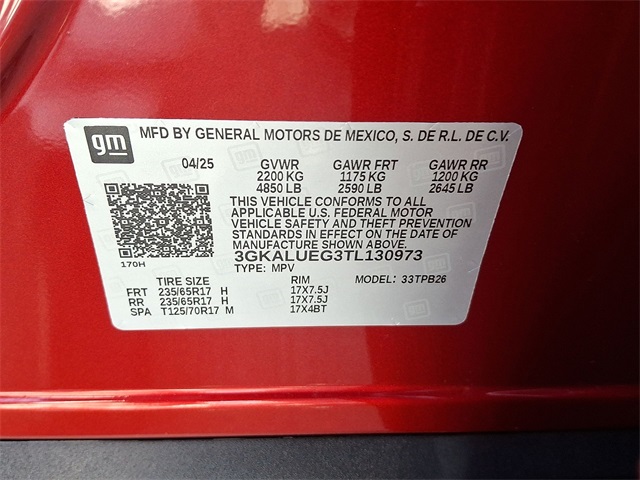 gm
MFD BY GENERAL MOTORS DE MEXICO, S. DE R.L. DE C.V.
04/25 GVWR GAWR FRT GAWR RR
2200 KG 1175 KG 1200 KG
4850 LB 2590 LB 2645 LB
THIS VEHICLE CONFORMS TO ALL
APPLICABLE U.S. FEDERAL MOTOR
VEHICLE SAFETY AND THEFT PREVENTION
STANDARDS IN EFFECT ON THE DATE OF
MANUFACTURE SHOWN ABOVE.
3GKALUEG3TL130973
170H TYPE: MPV
TIRE SIZE RIM MODEL: 33TPB26
FRT 235/65R17 H 17X7.5J
RR 235/65R17 H 17X7.5J
SPA T125/70R17 M 17X4BT